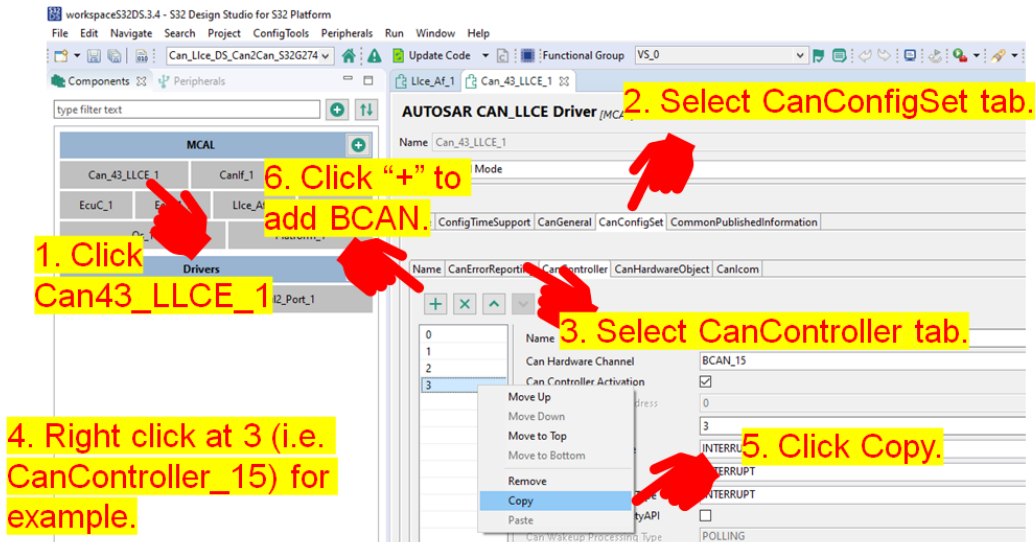 workspaceS32DS.3.4 - S32 Design Studio for S32 Platform
File Edit Navigate Search Project ConfigTools Peripherals Run Window Help
Can_Llce_DS_Can2Can_S32G274
Update Code
Functional Group
VS_0
Components
Peripherals
type filter text
MCAL
Can_43_LLCE_1
CanIf_1
EcuC_1
Drivers
Llce_Af_1
Can_43_LLCE_1
AUTOSAR CAN_LLCE Driver
Name
Can_43_LLCE_1
Mode
ConfigTimeSupport
CanGeneral
CanConfigSet
CommonPublishedInformation
Name
CanErrorReporting
CanController
CanHardwareObject
CanIcom
0
1
2
3
Name
Can Hardware Channel
BCAN_15
Can Controller Activation
0
3
INTERRUPT
INTERRUPT
Can Wakeup Processing Type
POLLING
Move Up
Move Down
Move to Top
Move to Bottom
Remove
Copy
Paste
1. Click
Can43_LLCE_1
2. Select CanConfigSet tab.
3. Select CanController tab.
4. Right click at 3 (i.e.
CanController_15) for
example.
5. Click Copy.
6. Click “+” to
add BCAN.